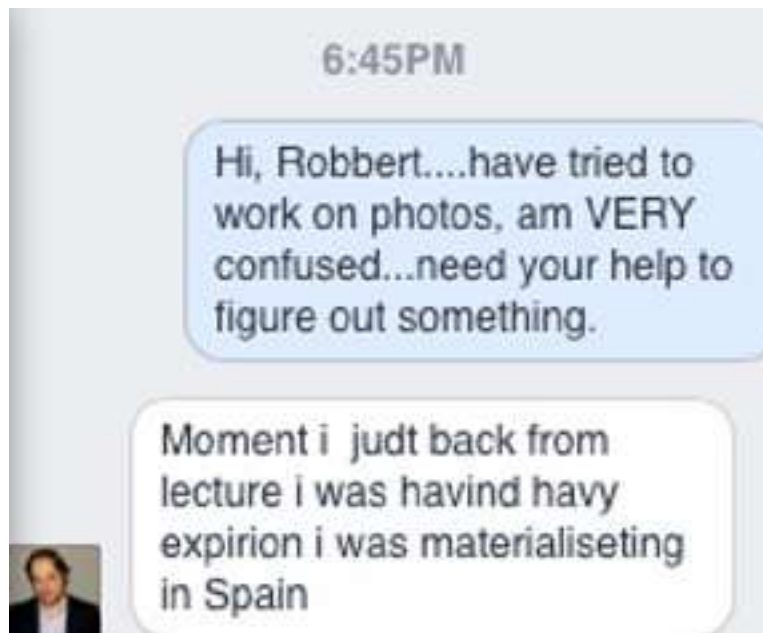 6:45PM
Hi, Robbert....have tried to
work on photos, am VERY
confused...need your help to
figure out something.
Moment i  judt back from
lecture i was havind havy
expirion i was materialiseting
in Spain